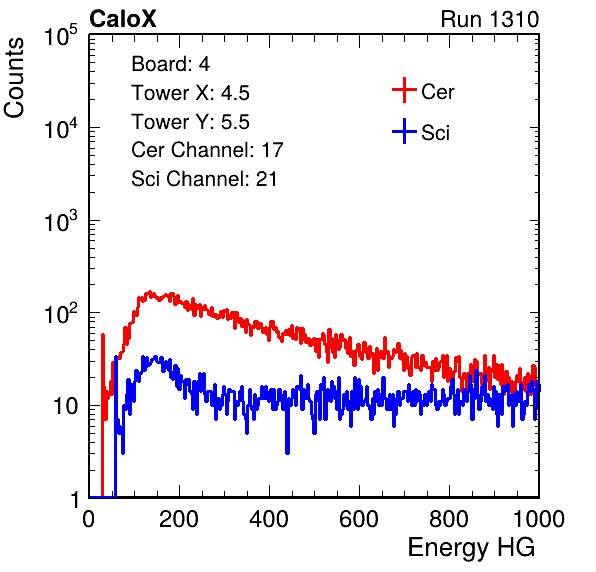 CaloX Run 1310
Counts
10^5
10^4
10^3
10^2
10
1
Board: 4
Tower X: 4.5
Tower Y: 5.5
Cer Channel: 17
Sci Channel: 21
Cer
Sci
0 200 400 600 800 1000
Energy HG